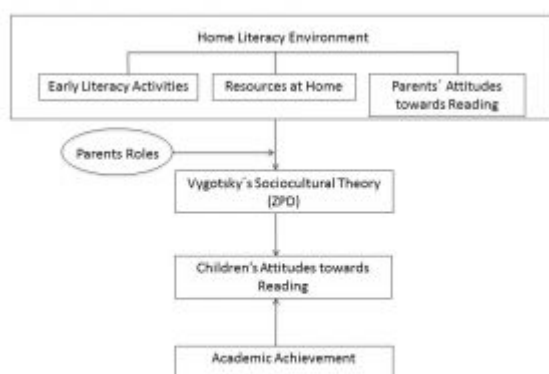 Home Literacy Environment
Early Literacy Activities
Resources at Home
Parents´ Attitudes
towards Reading
Parents Roles
Vygotsky´s Sociocultural Theory
(ZPD)
Children's Attitudes towards
Reading
Academic Achievement